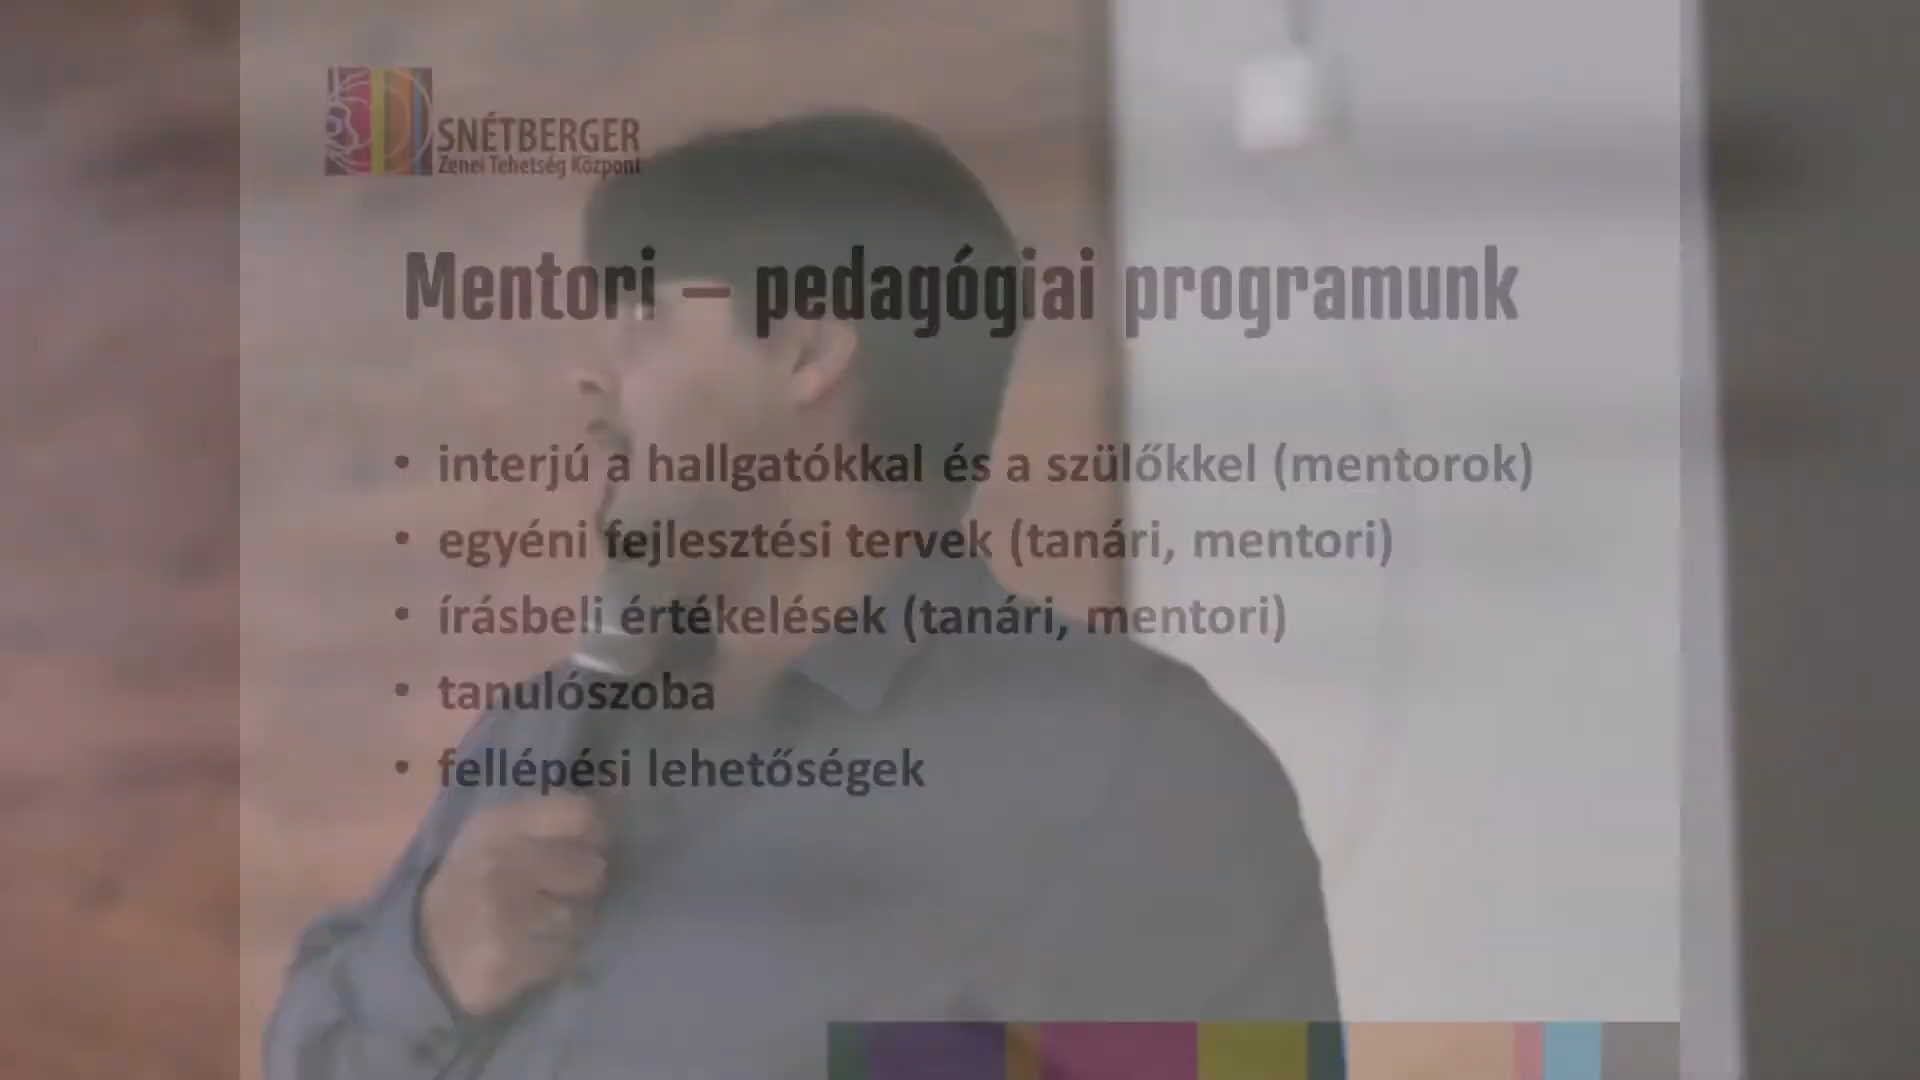 SNÉTBERGER
Zenei Tehetség Központ
Mentori – pedagógiai programunk
• interjú a hallgatókkal és a szülőkkel (mentorok)
• egyéni fejlesztési tervek (tanári, mentori)
• írásbeli értékelések (tanári, mentori)
• tanulószoba
• fellépési lehetőségek